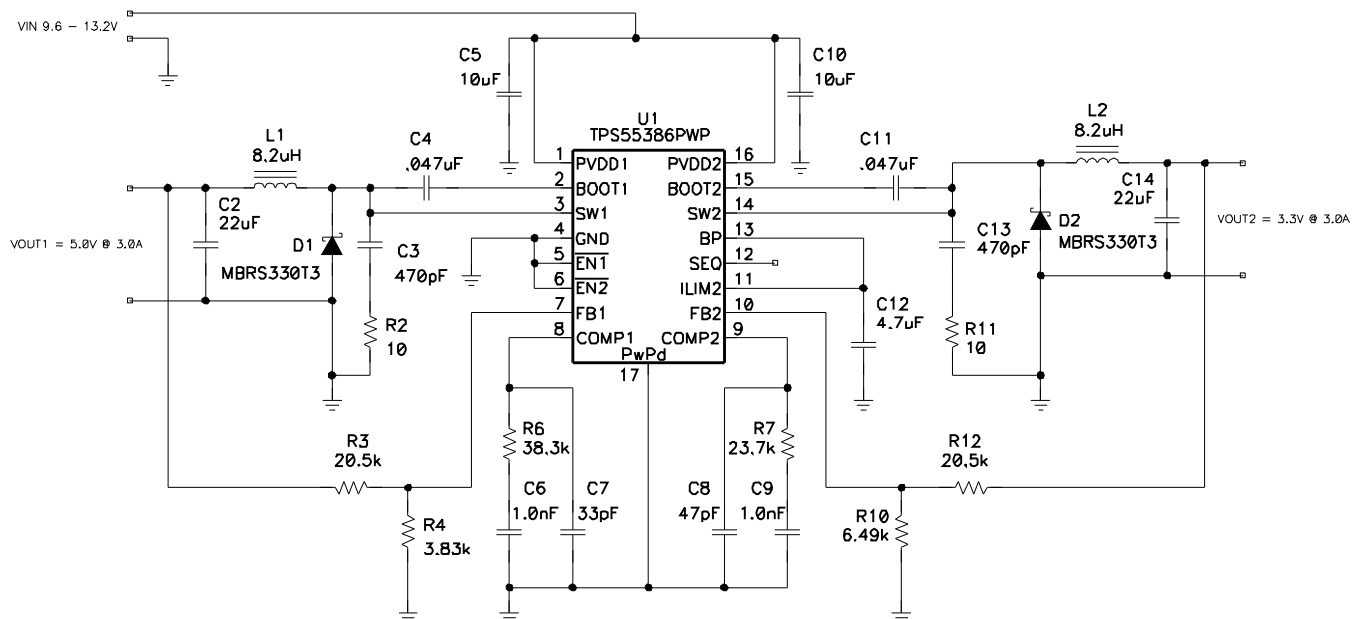 VIN 9.6 - 13.2V
C5
10uF
C10
10uF
U1
TPS55386PWP
L1
8.2uH
C4
.047uF
C11
.047uF
L2
8.2uH
1 PVDD1
PVDD2 16
2 BOOT1
BOOT2 15
3 SW1
SW2 14
4 GND
BP 13
5 EN1
SEQ 12
6 EN2
ILIM2 11
7 FB1
FB2 10
8 COMP1
COMP2 9
PwPd
17
C2
22uF
VOUT1 = 5.0V @ 3.0A
D1
MBRS330T3
C3
470pF
R2
10
C14
22uF
VOUT2 = 3.3V @ 3.0A
D2
MBRS330T3
C13
470pF
C12
4.7uF
R11
10
R3
20.5k
R4
3.83k
R6
38.3k
C6
1.0nF
C7
33pF
R7
23.7k
C8
47pF
C9
1.0nF
R12
20.5k
R10
6.49k